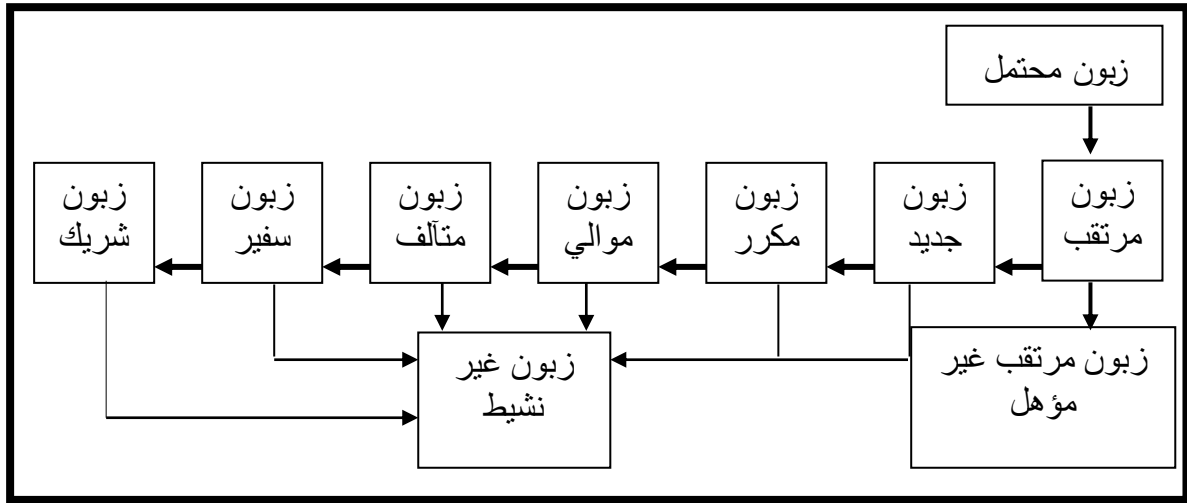 زبون محتمل
زبون
مرتقب
زبون
جديد
زبون
مكرر
زبون
موالي
زبون
متآلف
زبون
سفير
زبون
شريك
زبون مرتقب غير
مؤهل
زبون غير
نشيط